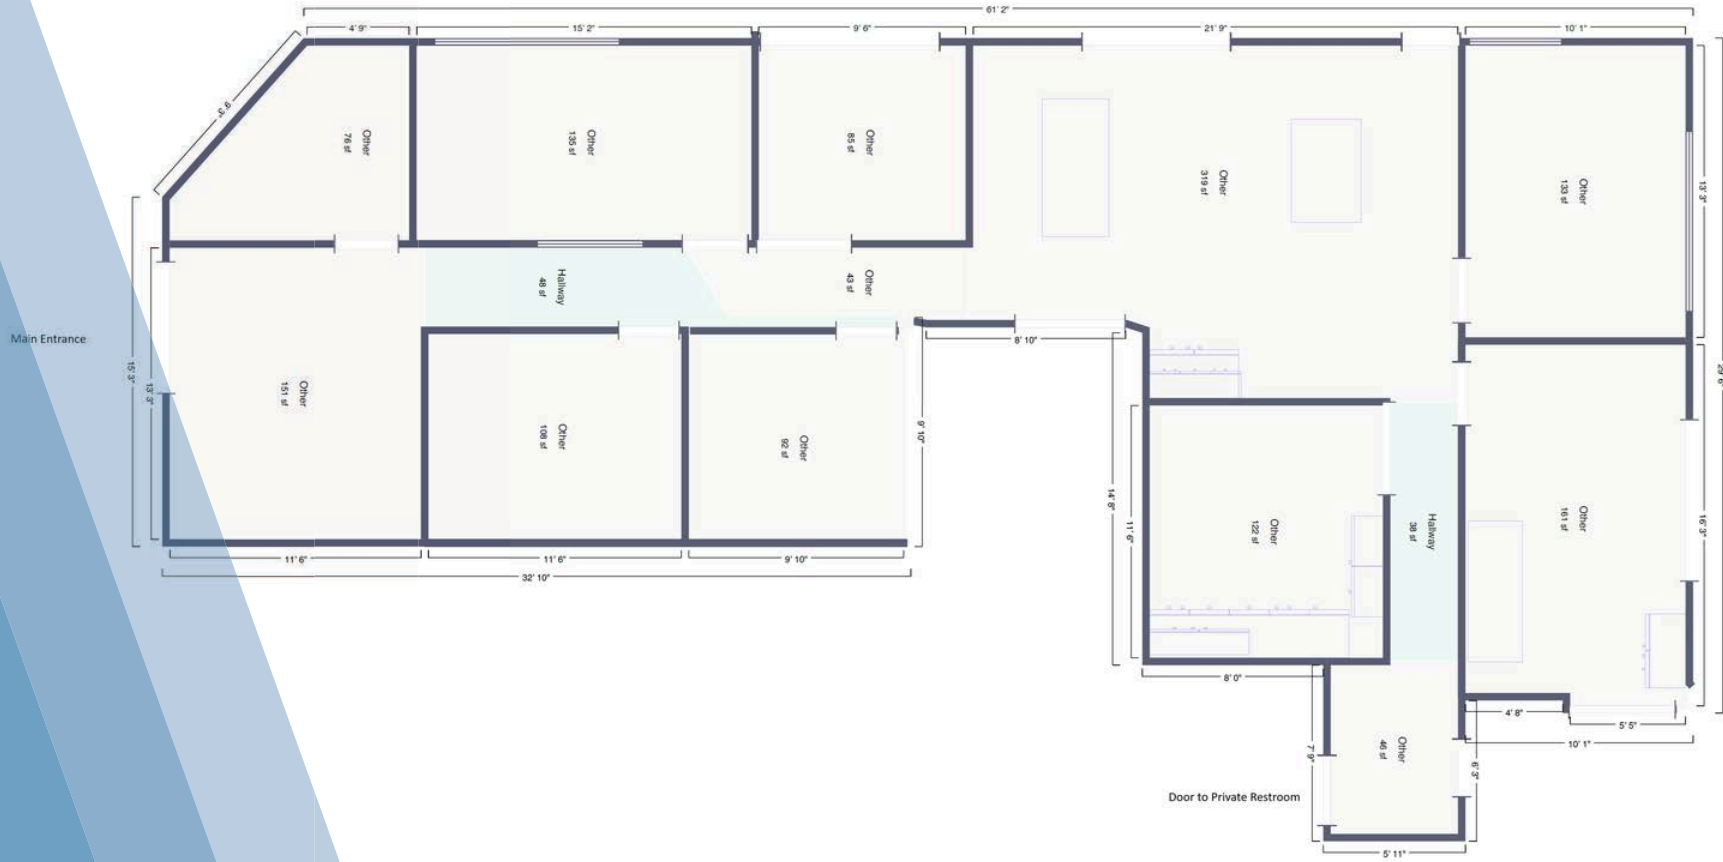 61' 2"
4' 9"
15' 2"
9' 6"
21' 9"
10' 1"
9' 3"
Other
76 sf
Other
135 sf
Other
85 sf
Other
319 sf
Other
133 sf
13' 3"
29' 6"
Hallway
48 sf
Other
43 sf
Main Entrance
15' 3"
13' 3"
8' 10"
Other
151 sf
Other
108 sf
Other
92 sf
9' 10"
14' 8"
11' 6"
Other
122 sf
Hallway
38 sf
Other
161 sf
16' 3"
11' 6"
11' 6"
9' 10"
32' 10"
8' 0"
4' 8"
5' 5"
10' 1"
7' 9"
Other
46 sf
6' 3"
Door to Private Restroom
5' 11"